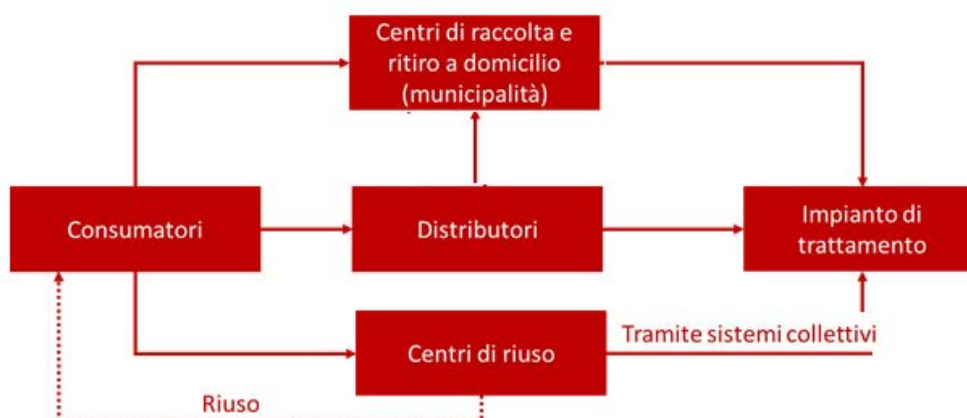 Centri di raccolta e
ritiro a domicilio
(municipalità)
Consumatori
Distributori
Impianto di
trattamento
Centri di riuso
Tramite sistemi collettivi
Riuso